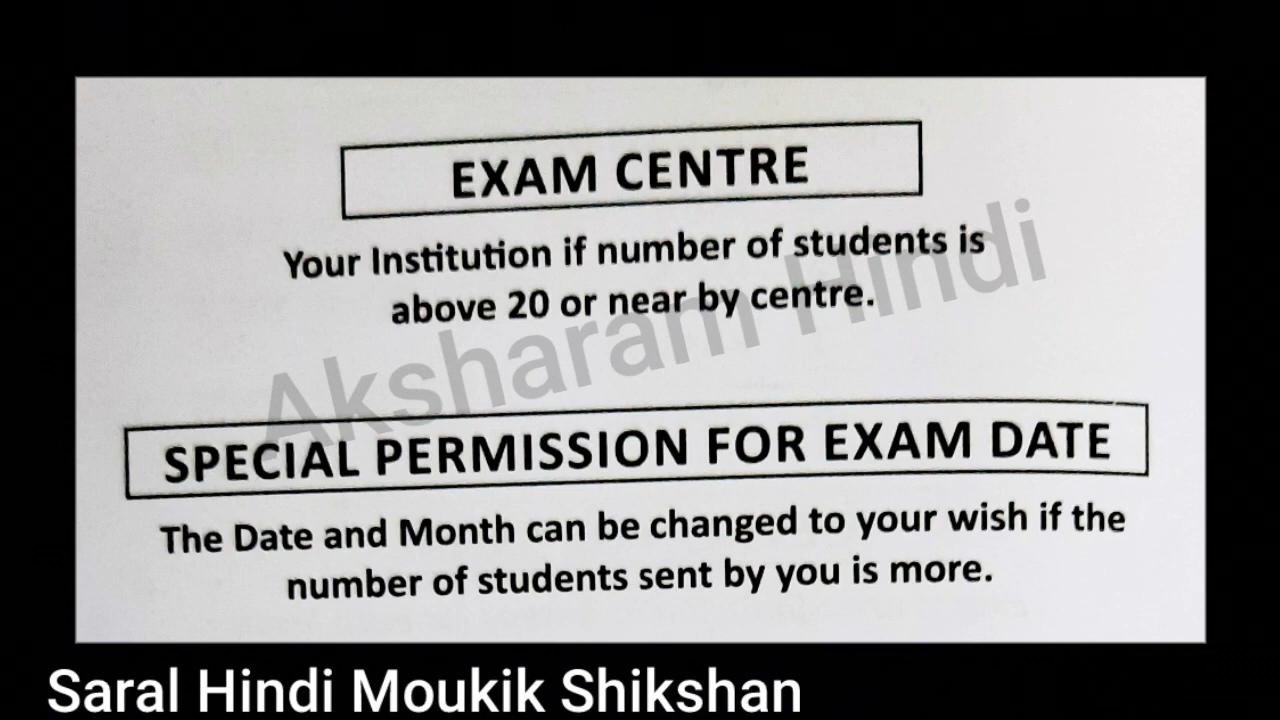 EXAM CENTRE
Your Institution if number of students is
above 20 or near by centre.
Aksharam Hindi
SPECIAL PERMISSION FOR EXAM DATE
The Date and Month can be changed to your wish if the
number of students sent by you is more.
Saral Hindi Moukik Shikshan